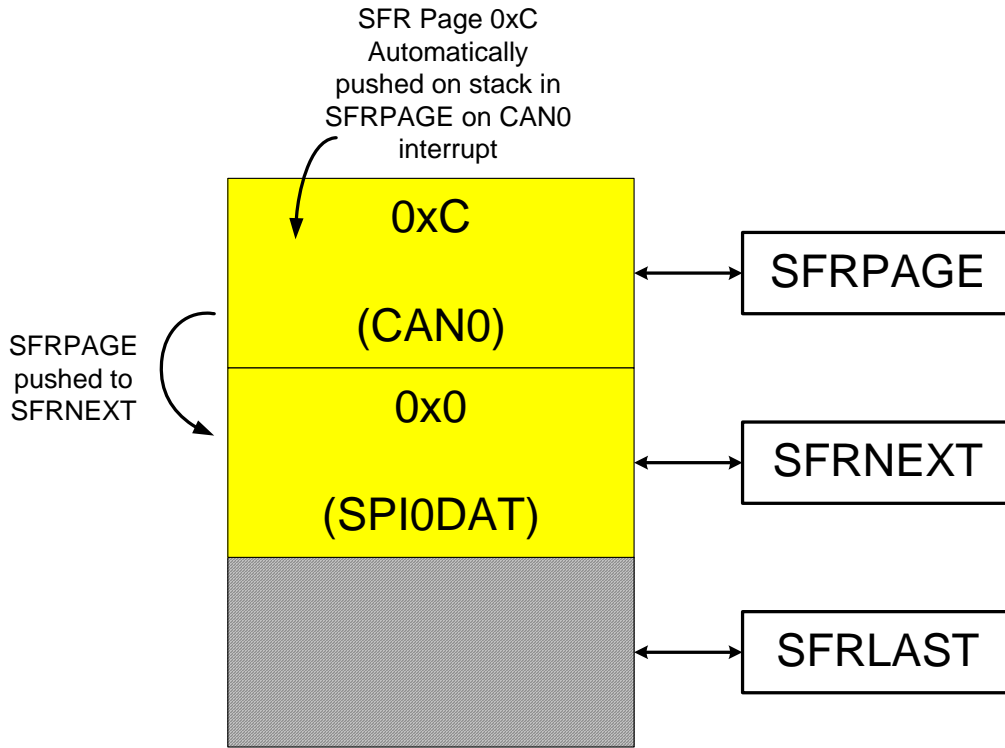 SFR Page 0xC
Automatically
pushed on stack in
SFRPAGE on CAN0
interrupt
0xC
(CAN0)
SFRPAGE
SFRPAGE
pushed to
SFRNEXT
0x0
(SPI0DAT)
SFRNEXT
SFRLAST